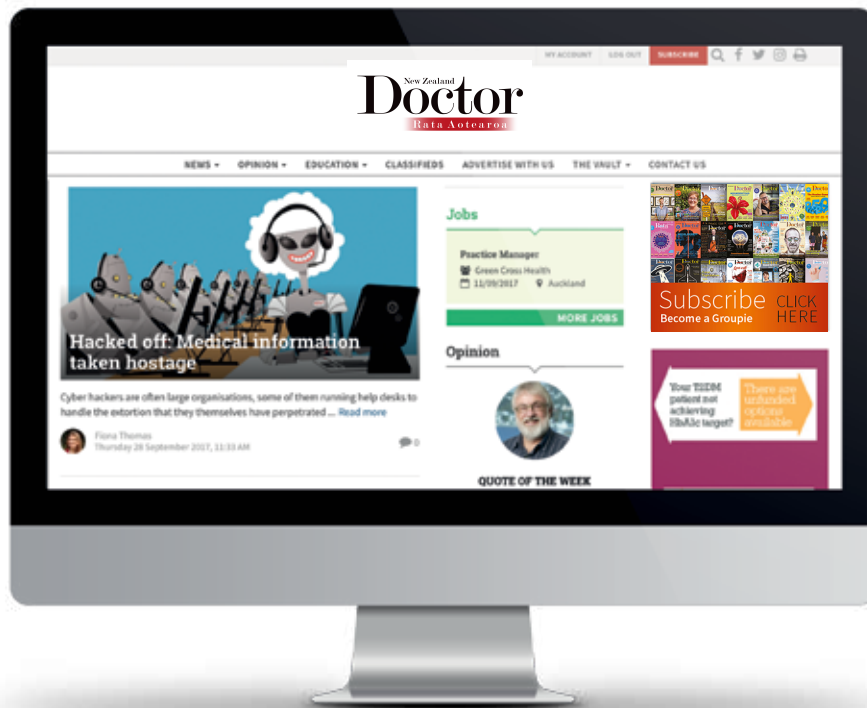 MY ACCOUNT LOG OUT SUBSCRIBE
New Zealand
Doctor
Rata Aotearoa
NEWS OPINION EDUCATION CLASSIFIEDS ADVERTISE WITH US THE VAULT CONTACT US
Hacked off: Medical information
taken hostage
Cyber hackers are often large organisations, some of them running help desks to
handle the extortion that they themselves have perpetrated ... Read more
Fiona Thomas
Thursday 28 September 2017, 11:33 AM
0
Jobs
Practice Manager
Green Cross Health
11/09/2017 Auckland
MORE JOBS
Opinion
QUOTE OF THE WEEK
Subscribe CLICK
Become a Groupie HERE
Your T2DM
patient not
achieving
HbA1c target?
There are
unfunded
options
available